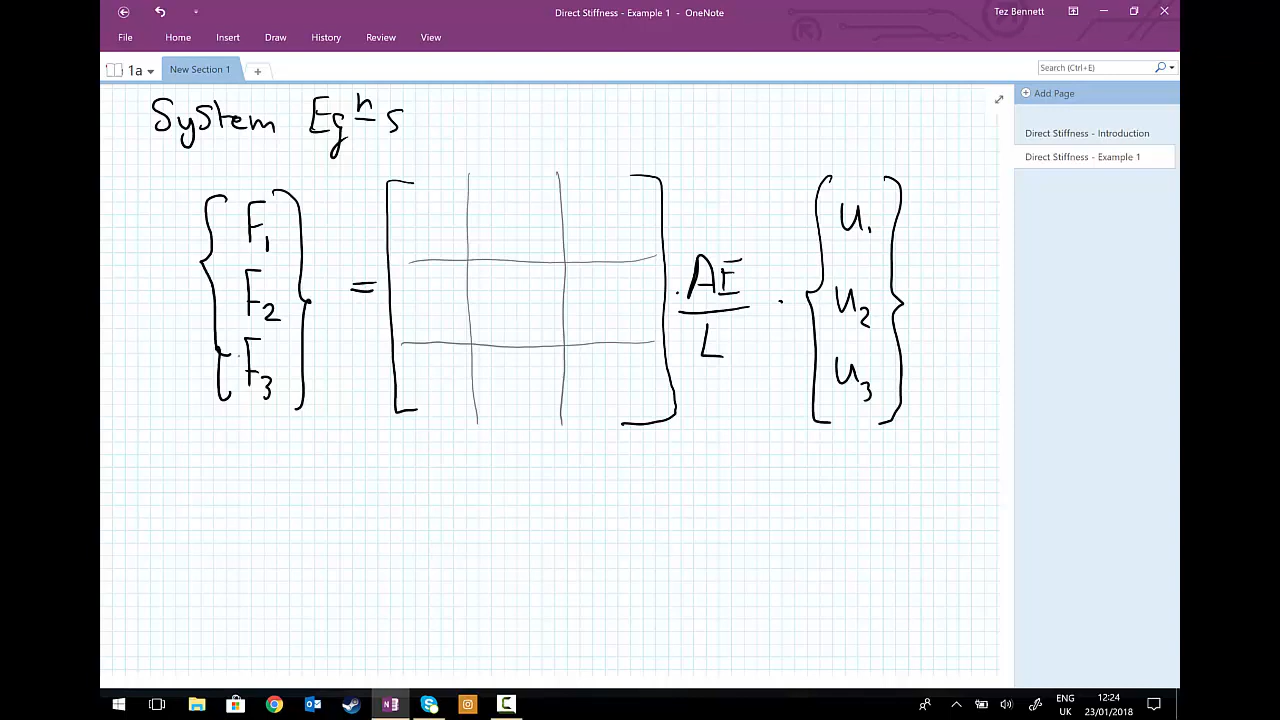 Direct Stiffness - Example 1 - OneNote
Tez Bennett
File Home Insert Draw History Review View
1a New Section 1 +
Search (Ctrl+E)
Add Page
Direct Stiffness - Introduction
Direct Stiffness - Example 1
System Eqⁿs
F₁
F₂
F₃
=
. AE
L
.
u₁
u₂
u₃
ENG
UK
12:24
23/01/2018